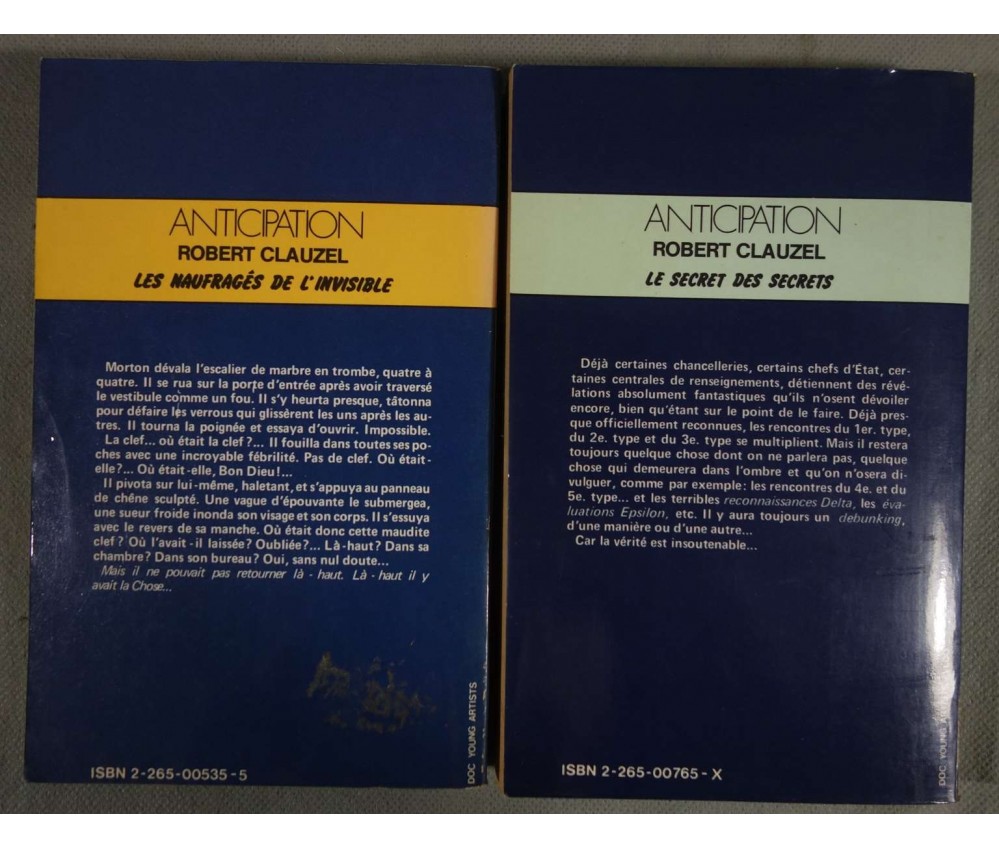 ANTICIPATION
ROBERT CLAUZEL
LES NAUFRAGÉS DE L'INVISIBLE
Morton dévala l'escalier de marbre en trombe, quatre à
quatre. Il se rua sur la porte d'entrée après avoir traversé
le vestibule comme un fou. Il s'y heurta presque, tâtonna
pour défaire les verrous qui glissèrent les uns après les au-
tres. Il tourna la poignée et essaya d'ouvrir. Impossible.
La clef... où était la clef?... Il fouilla dans toutes ses po-
ches avec une incroyable fébrilité. Pas de clef. Où était-
elle?... Où était-elle, Bon Dieu!...
Il pivota sur lui-même, haletant, et s'appuya au panneau
de chêne sculpté. Une vague d'épouvante le submergea,
une sueur froide inonda son visage et son corps. Il s'essuya
avec le revers de sa manche. Où était donc cette maudite
clef? Où l'avait-il laissée? Oubliée?... Là-haut? Dans sa
chambre? Dans son bureau? Oui, sans nul doute...
Mais il ne pouvait pas retourner là-haut. Là-haut il y
avait la Chose...
DOC YOUNG ARTISTS
ISBN 2-265-00535-5
ANTICIPATION
ROBERT CLAUZEL
LE SECRET DES SECRETS
Déjà certaines chancelleries, certains chefs d'État, cer-
taines centrales de renseignements, détiennent des révé-
lations absolument fantastiques qu'ils n'osent dévoiler
encore, bien qu'étant sur le point de le faire. Déjà pres-
que officiellement reconnues, les rencontres du 1er. type,
du 2e. type et du 3e. type se multiplient. Mais il restera
toujours quelque chose dont on ne parlera pas, quelque
chose qui demeurera dans l'ombre et qu'on n'osera di-
vulguer, comme par exemple: les rencontres du 4e. et du
5e. type... et les terribles reconnaissances Delta, les éva-
luations Epsilon, etc. Il y aura toujours un debunking,
d'une manière ou d'une autre...
Car la vérité est insoutenable...
DOC YOUNG
ISBN 2-265-00765-X